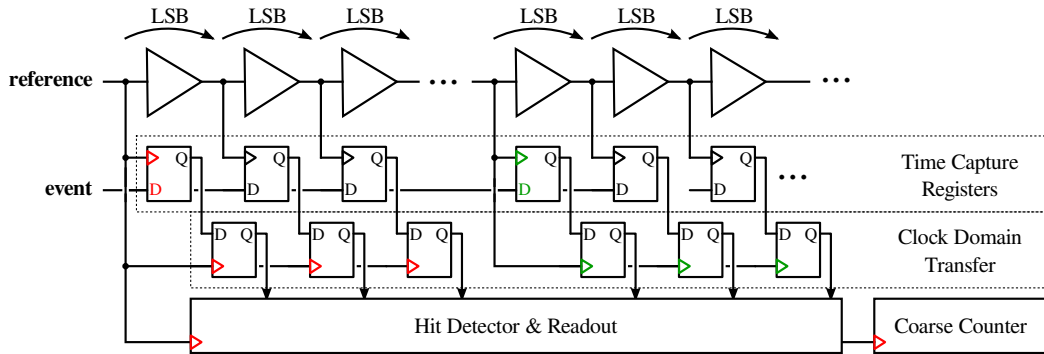 LSB LSB LSB LSB LSB LSB
reference ... ...
Q Q Q Q Q Q
event D D D D D D ...
Time Capture
Registers
D Q D Q D Q D Q D Q D Q
Clock Domain
Transfer
Hit Detector & Readout
Coarse Counter